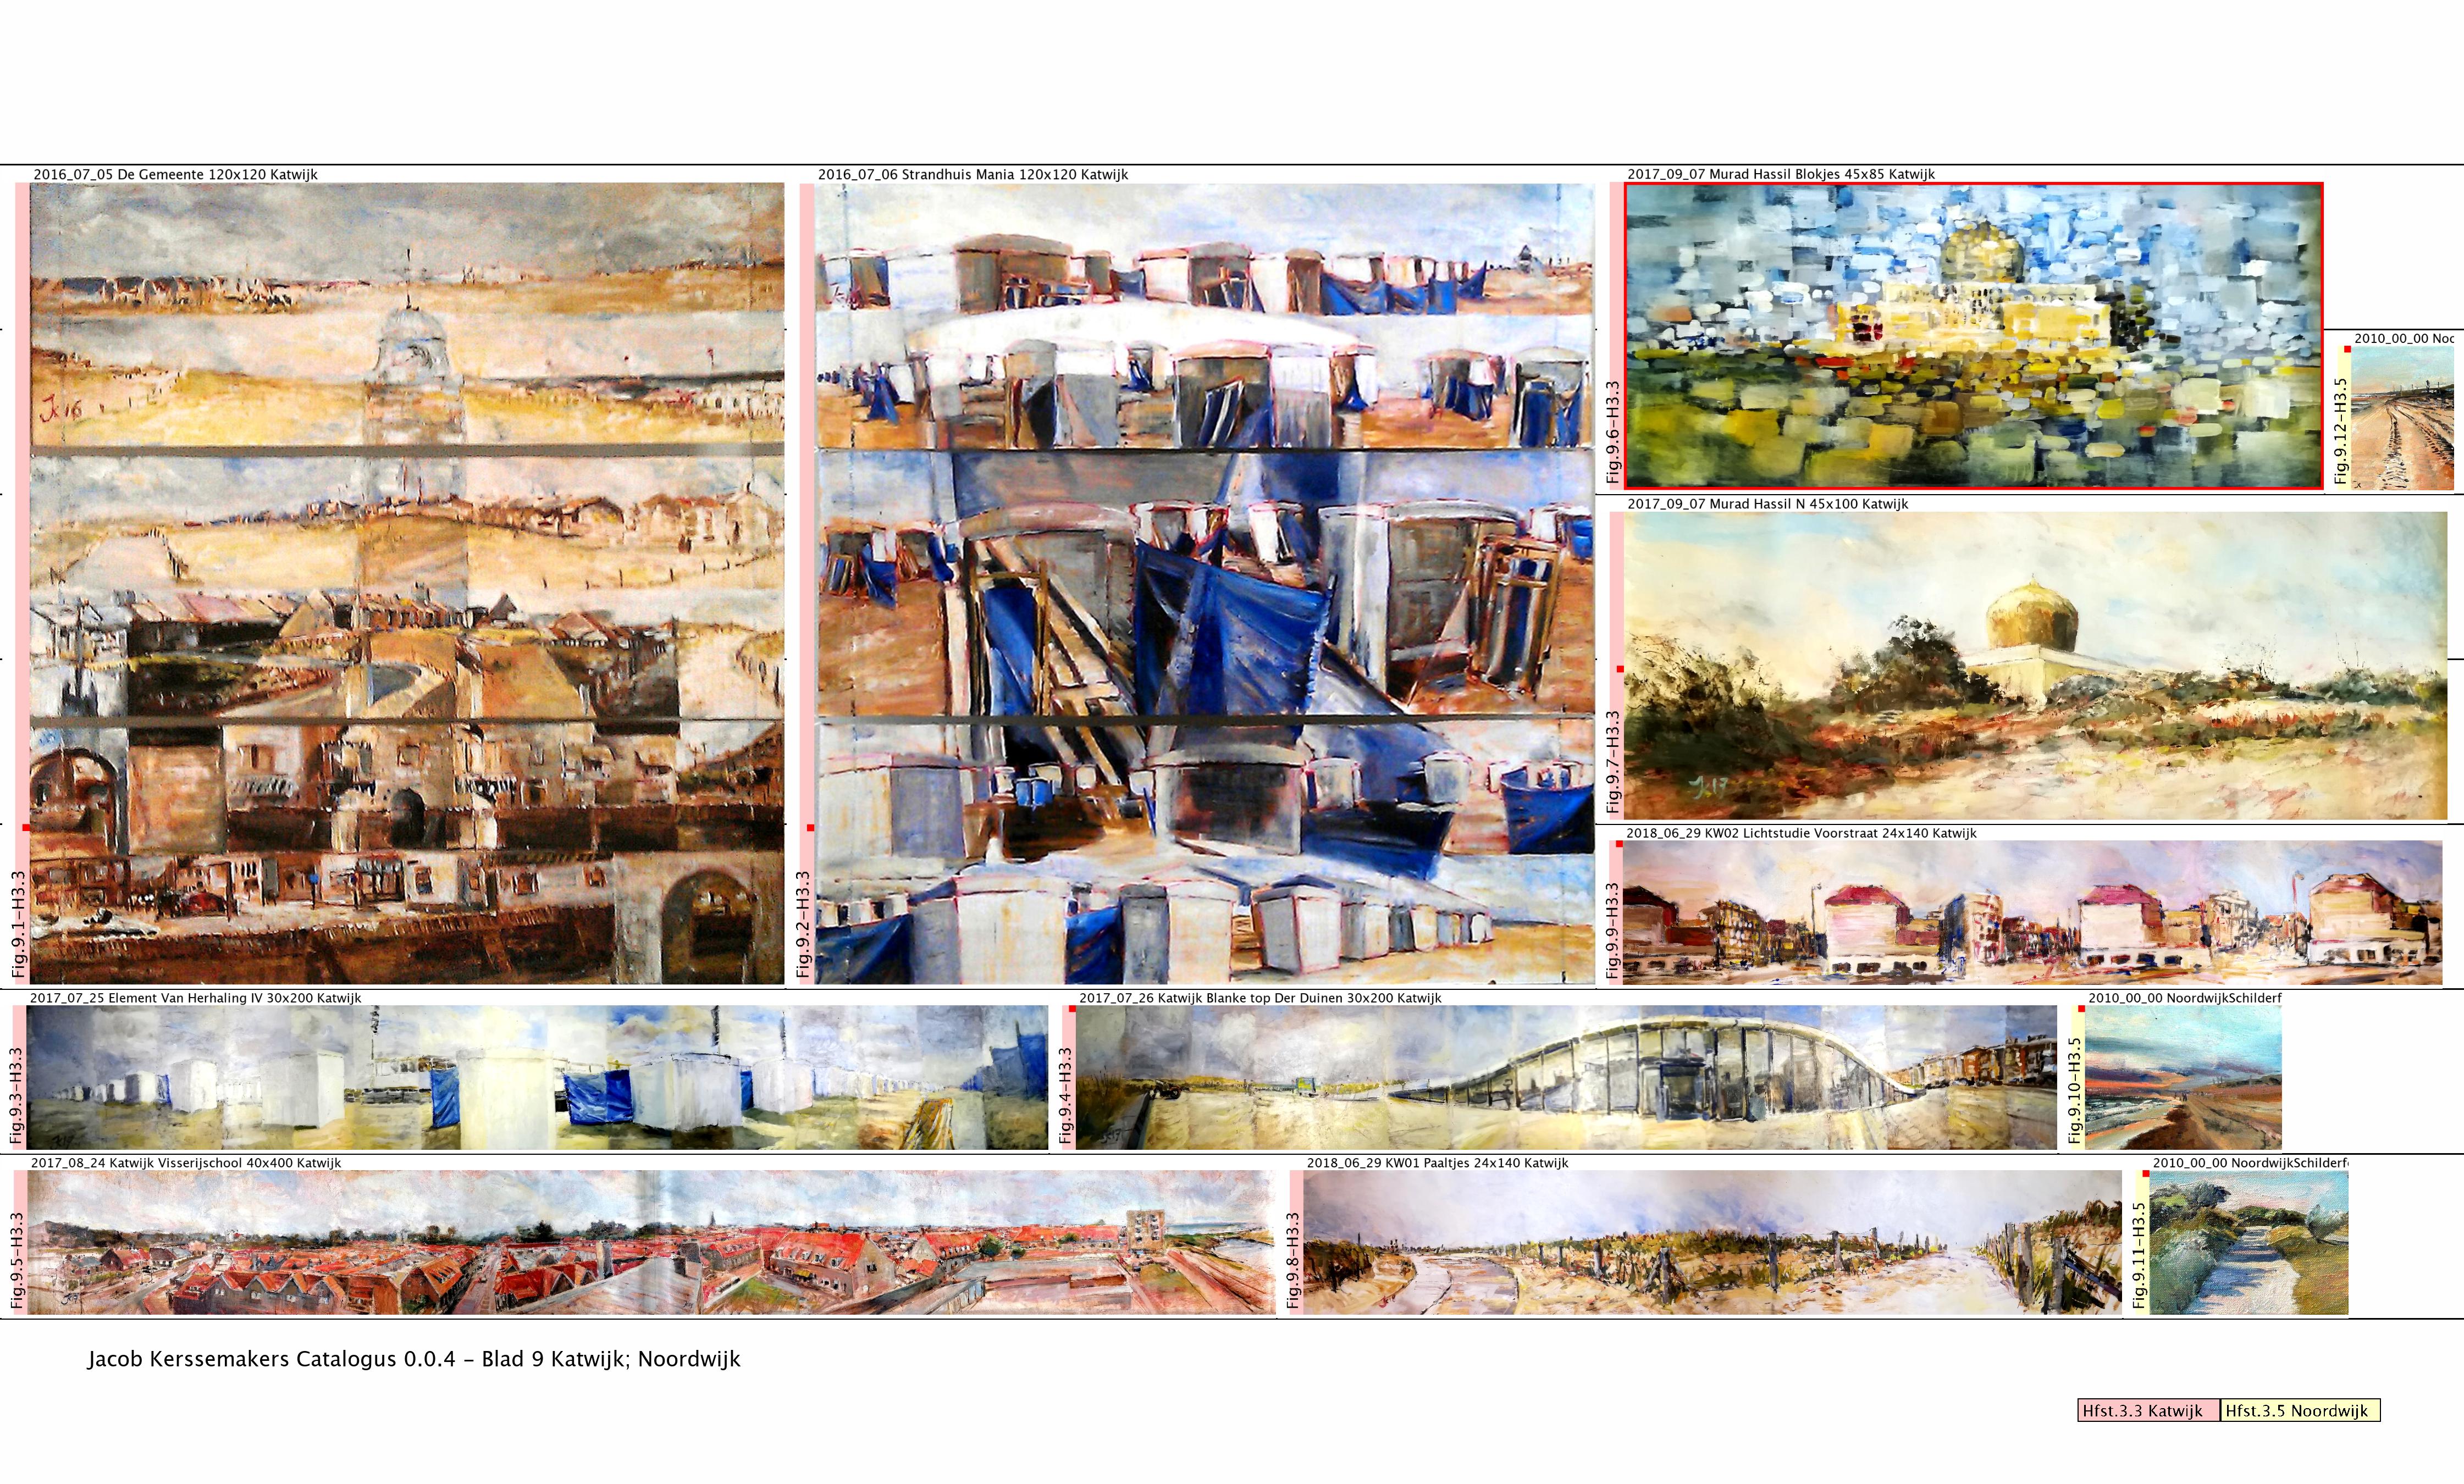 2016_07_05 De Gemeente 120x120 Katwijk
Fig.9.1-H3.3
Jk16
2016_07_06 Strandhuis Mania 120x120 Katwijk
Fig.9.2-H3.3
2017_09_07 Murad Hassil Blokjes 45x85 Katwijk
Fig.9.6-H3.3
2010_00_00 Noo
Fig.9.12-H3.5
2017_09_07 Murad Hassil N 45x100 Katwijk
Fig.9.7-H3.3
Jk17
2018_06_29 KW02 Lichtstudie Voorstraat 24x140 Katwijk
Fig.9.9-H3.3
2017_07_25 Element Van Herhaling IV 30x200 Katwijk
Fig.9.3-H3.3
2017_07_26 Katwijk Blanke top Der Duinen 30x200 Katwijk
Fig.9.4-H3.3
2010_00_00 NoordwijkSchilderf
Fig.9.10-H3.5
2017_08_24 Katwijk Visserijschool 40x400 Katwijk
Fig.9.5-H3.3
2018_06_29 KW01 Paaltjes 24x140 Katwijk
Fig.9.8-H3.3
2010_00_00 NoordwijkSchilderf
Fig.9.11-H3.5
Jacob Kerssemakers Catalogus 0.0.4 - Blad 9 Katwijk; Noordwijk
Hfst.3.3 Katwijk
Hfst.3.5 Noordwijk